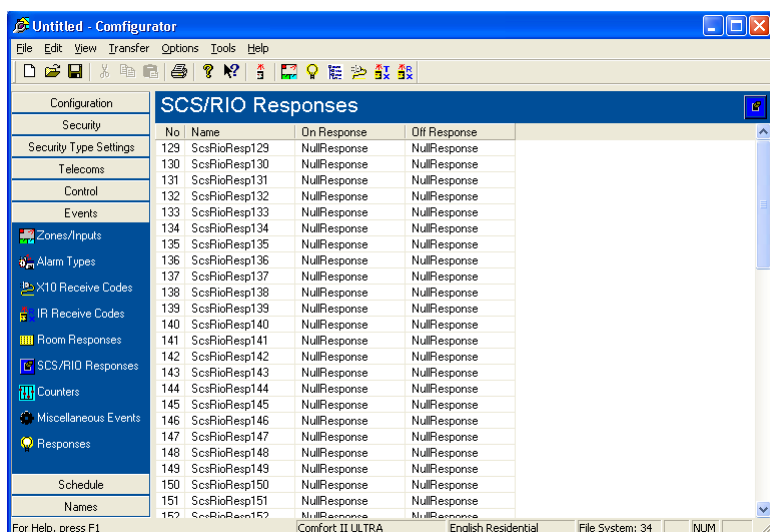 Untitled - Comfigurator
File Edit View Transfer Options Tools Help
Configuration
Security
Security Type Settings
Telecoms
Control
Events
Zones/Inputs
Alarm Types
X10 Receive Codes
IR Receive Codes
Room Responses
SCS/RIO Responses
Counters
Miscellaneous Events
Responses
Schedule
Names
SCS/RIO Responses
No Name On Response Off Response
129 ScsRioResp129 NullResponse NullResponse
130 ScsRioResp130 NullResponse NullResponse
131 ScsRioResp131 NullResponse NullResponse
132 ScsRioResp132 NullResponse NullResponse
133 ScsRioResp133 NullResponse NullResponse
134 ScsRioResp134 NullResponse NullResponse
135 ScsRioResp135 NullResponse NullResponse
136 ScsRioResp136 NullResponse NullResponse
137 ScsRioResp137 NullResponse NullResponse
138 ScsRioResp138 NullResponse NullResponse
139 ScsRioResp139 NullResponse NullResponse
140 ScsRioResp140 NullResponse NullResponse
141 ScsRioResp141 NullResponse NullResponse
142 ScsRioResp142 NullResponse NullResponse
143 ScsRioResp143 NullResponse NullResponse
144 ScsRioResp144 NullResponse NullResponse
145 ScsRioResp145 NullResponse NullResponse
146 ScsRioResp146 NullResponse NullResponse
147 ScsRioResp147 NullResponse NullResponse
148 ScsRioResp148 NullResponse NullResponse
149 ScsRioResp149 NullResponse NullResponse
150 ScsRioResp150 NullResponse NullResponse
151 ScsRioResp151 NullResponse NullResponse
152 ScsRioResp152 NullResponse NullResponse
For Help, press F1 Comfort II ULTRA English Residential File System: 34 NUM